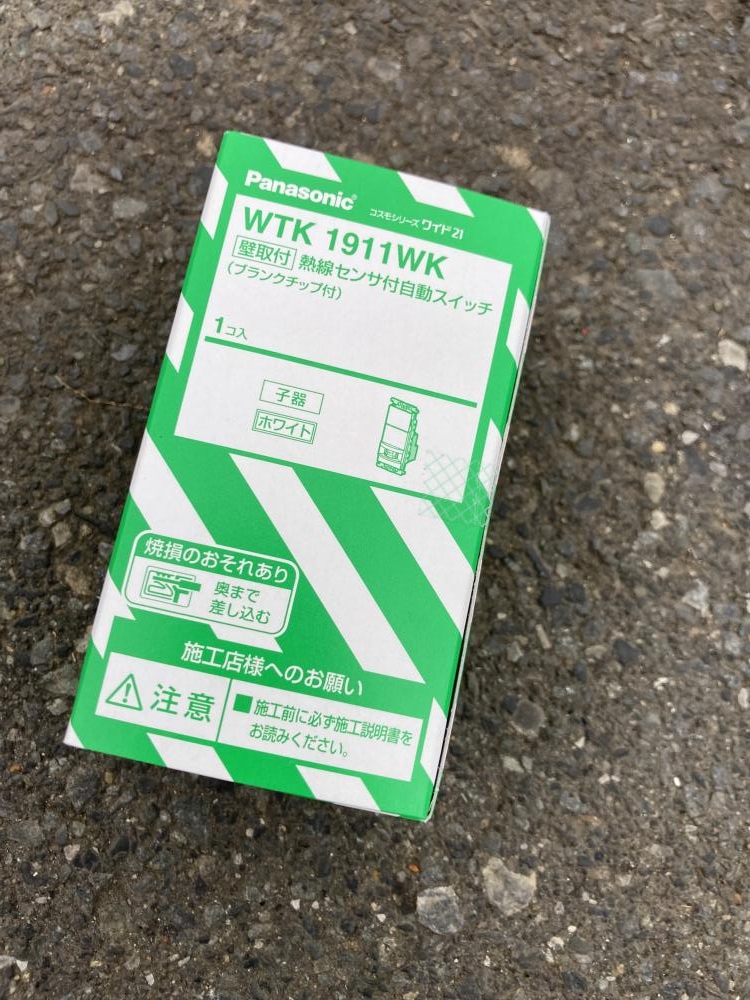 Panasonic® コスモシリーズ ワイド21
WTK 1911WK
壁取付 熱線センサ付自動スイッチ
(ブランクチップ付)
1コ入
子器
ホワイト
焼損のおそれあり
奥まで
差し込む
施工店様へのお願い
注意
■施工前に必ず施工説明書を
お読みください。